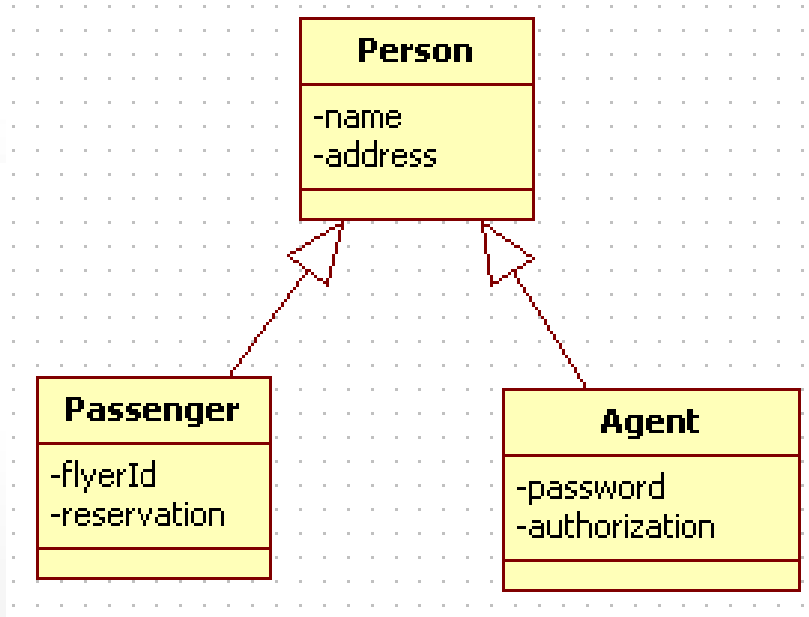 Person
-name
-address
Passenger
-flyerId
-reservation
Agent
-password
-authorization